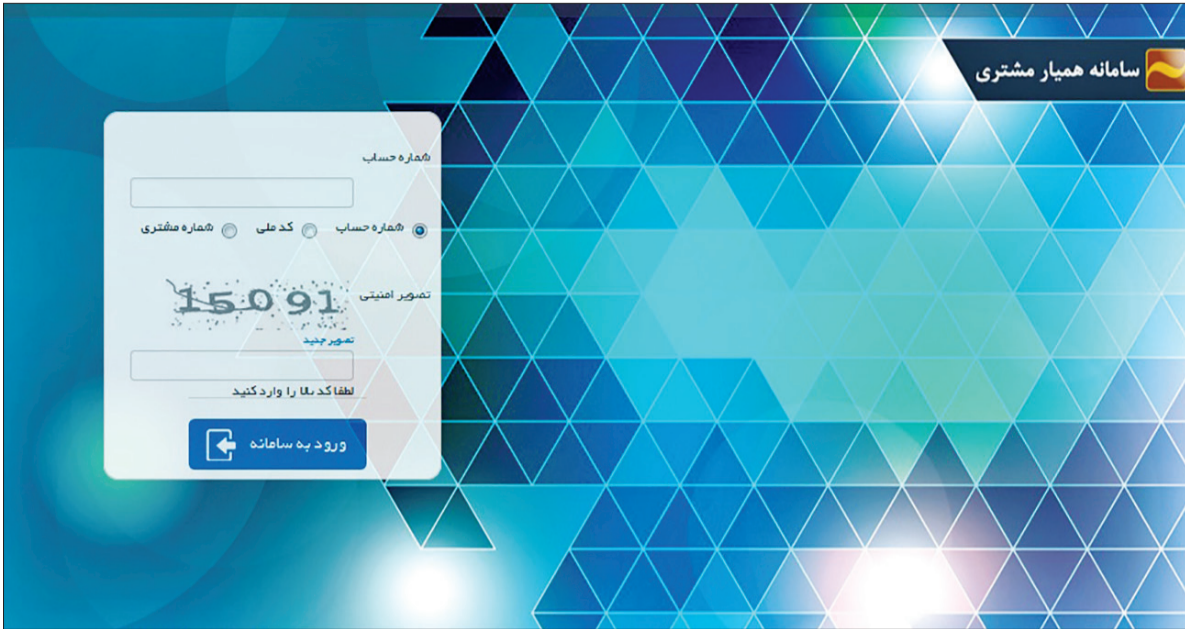 سامانه همیار مشتری
شماره حساب
شماره حساب کد ملی شماره مشتری
تصویر امنیتی
15091
تصویر جدید
لطفا کد بالا را وارد کنید
ورود به سامانه